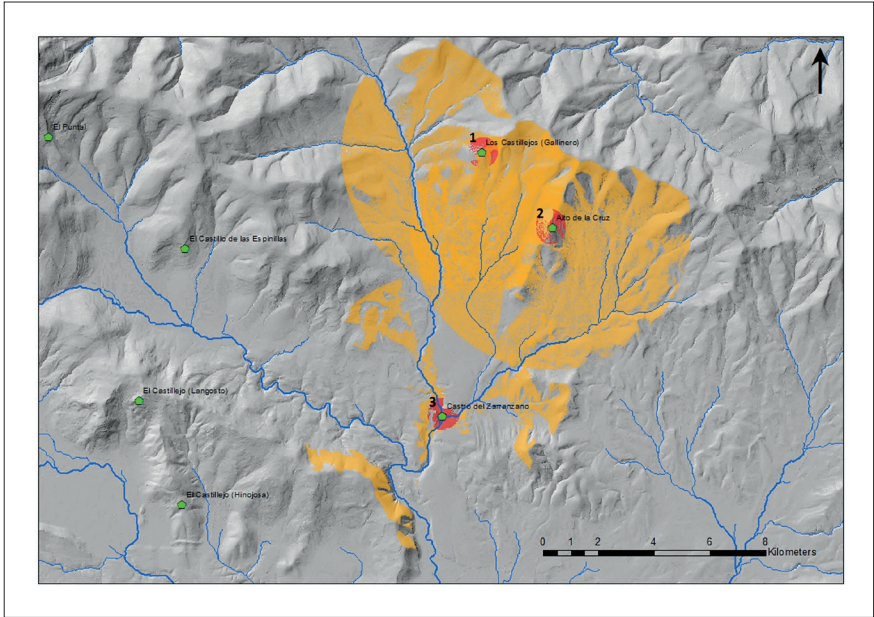 El Puntal
1
Los Castillejos (Gallinero)
2
Alto de la Cruz
El Castillo de las Espinillas
El Castillejo (Langosto)
3
Castro del Zarranzano
El Castillejo (Hinojosa)
0 1 2 4 6 8
Kilometers